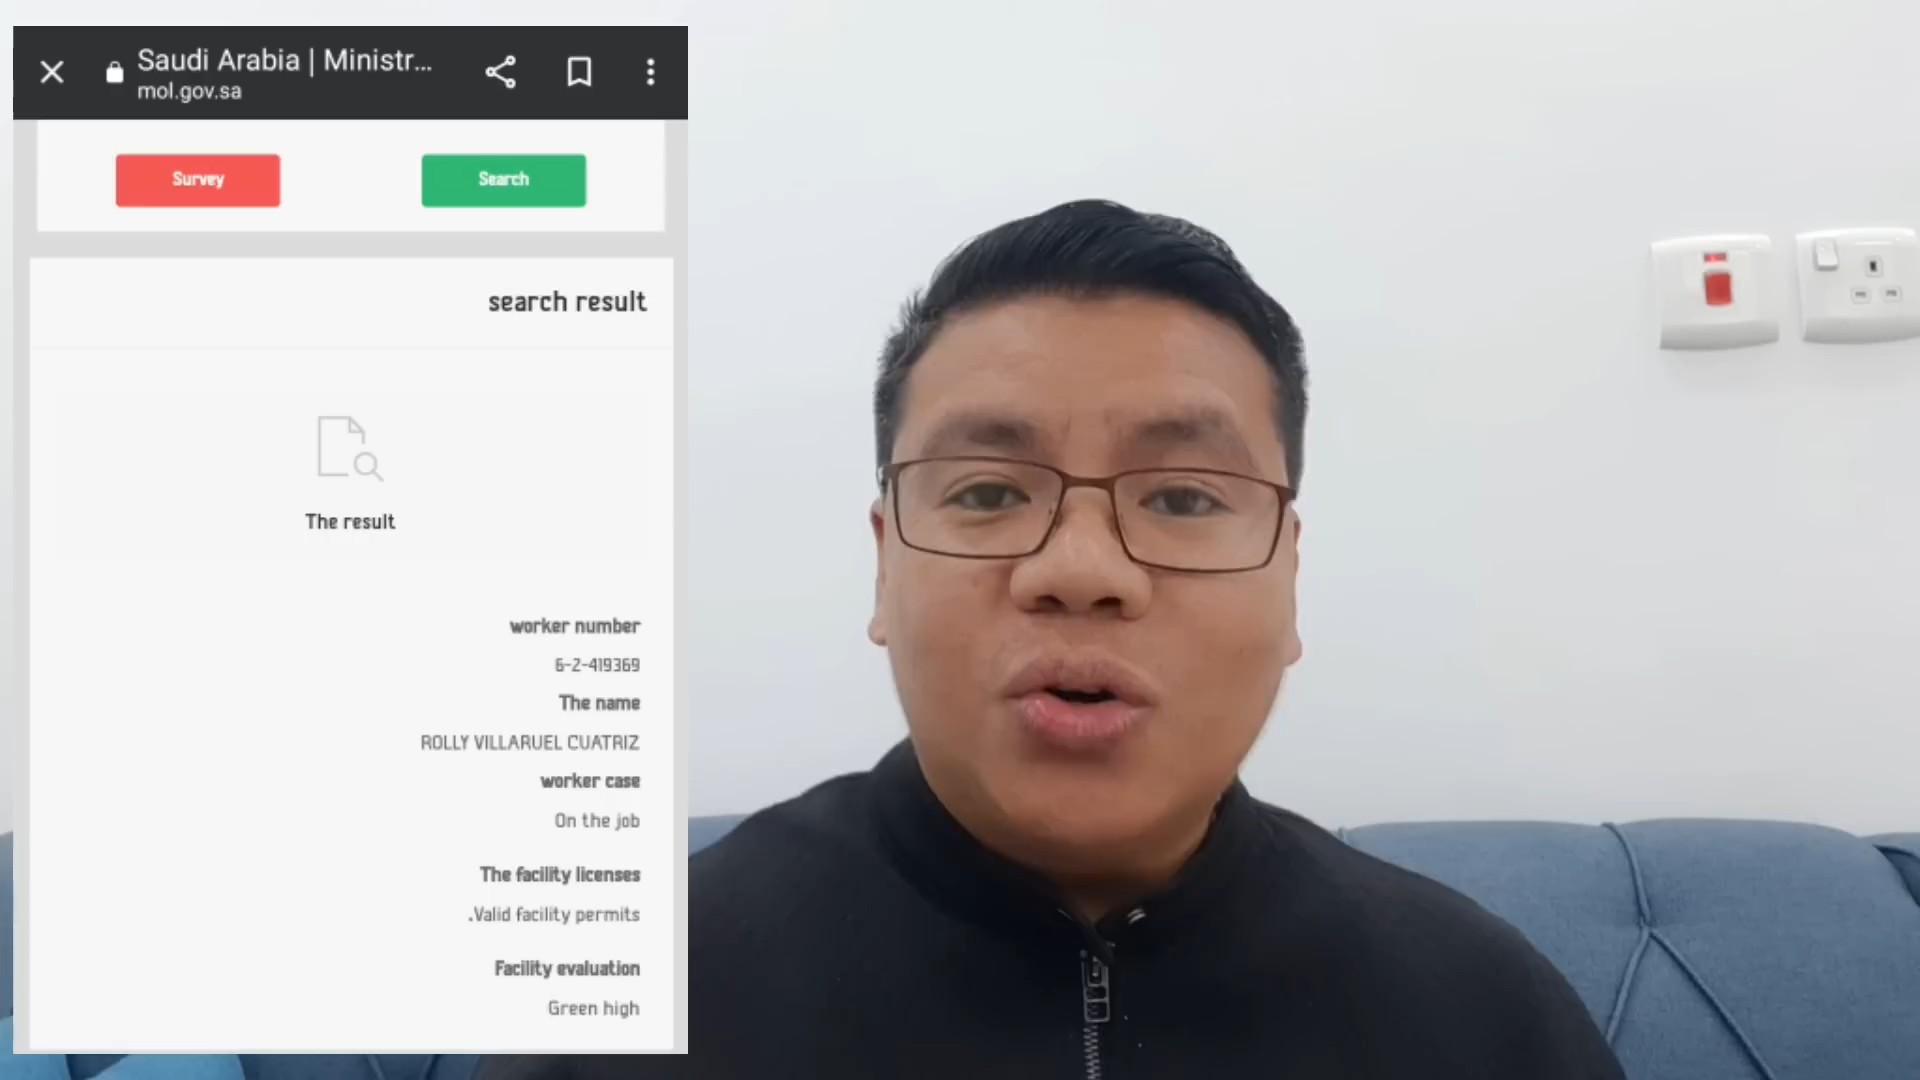 Saudi Arabia | Ministr...
mol.gov.sa
Survey
Search
search result
The result
worker number
6-2-419369
The name
ROLLY VILLARUEL CUATRIZ
worker case
On the job
The facility licenses
.Valid facility permits
Facility evaluation
Green high